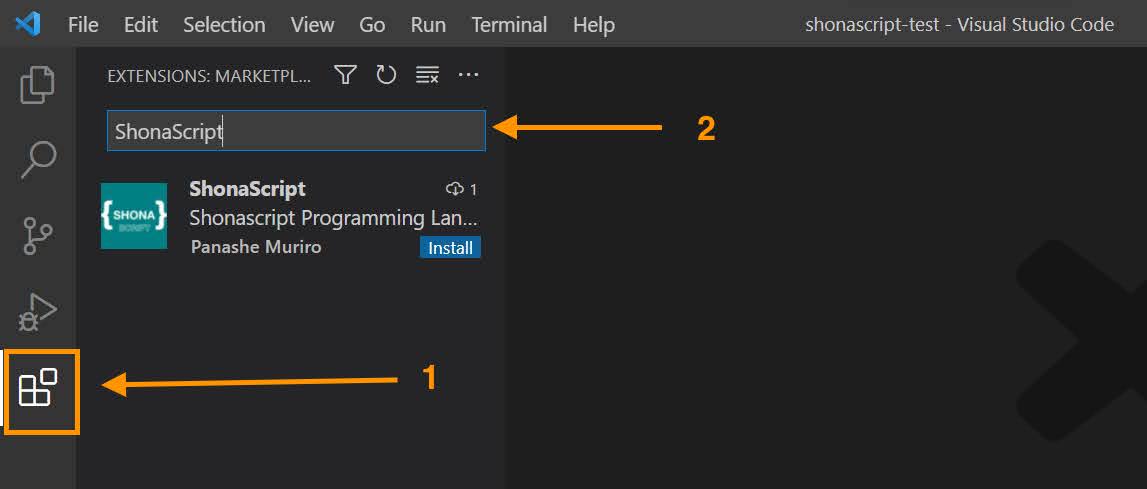 File Edit Selection View Go Run Terminal Help shonascript-test - Visual Studio Code
EXTENSIONS: MARKETPL...
ShonaScript
2
ShonaScript 1
{SHONA}
SCRIPT
Shonascript Programming Lan...
Panashe Muriro Install
1